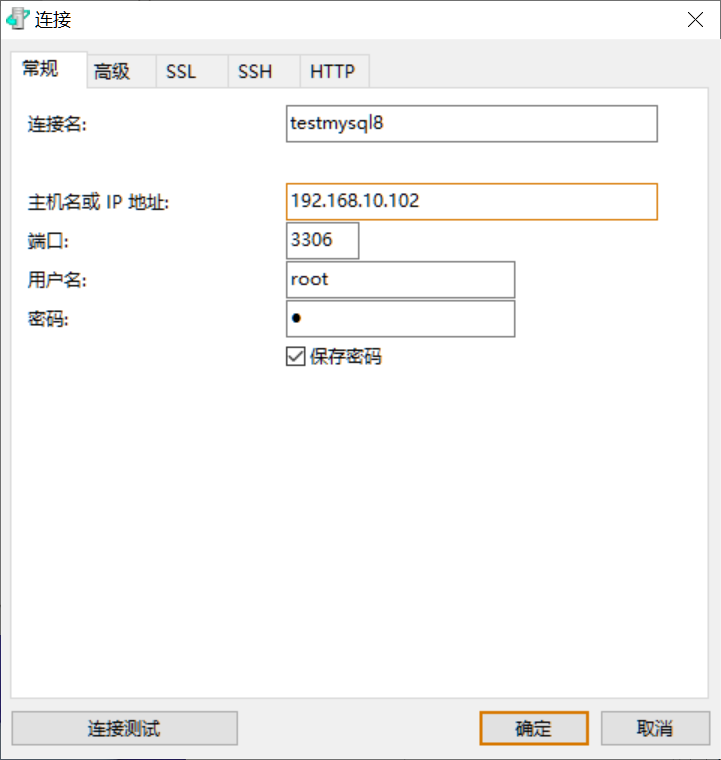 连接
常规 高级 SSL SSH HTTP
连接名: testmysql8
主机名或 IP 地址: 192.168.10.102
端口: 3306
用户名: root
密码: ●
保存密码
连接测试 确定 取消